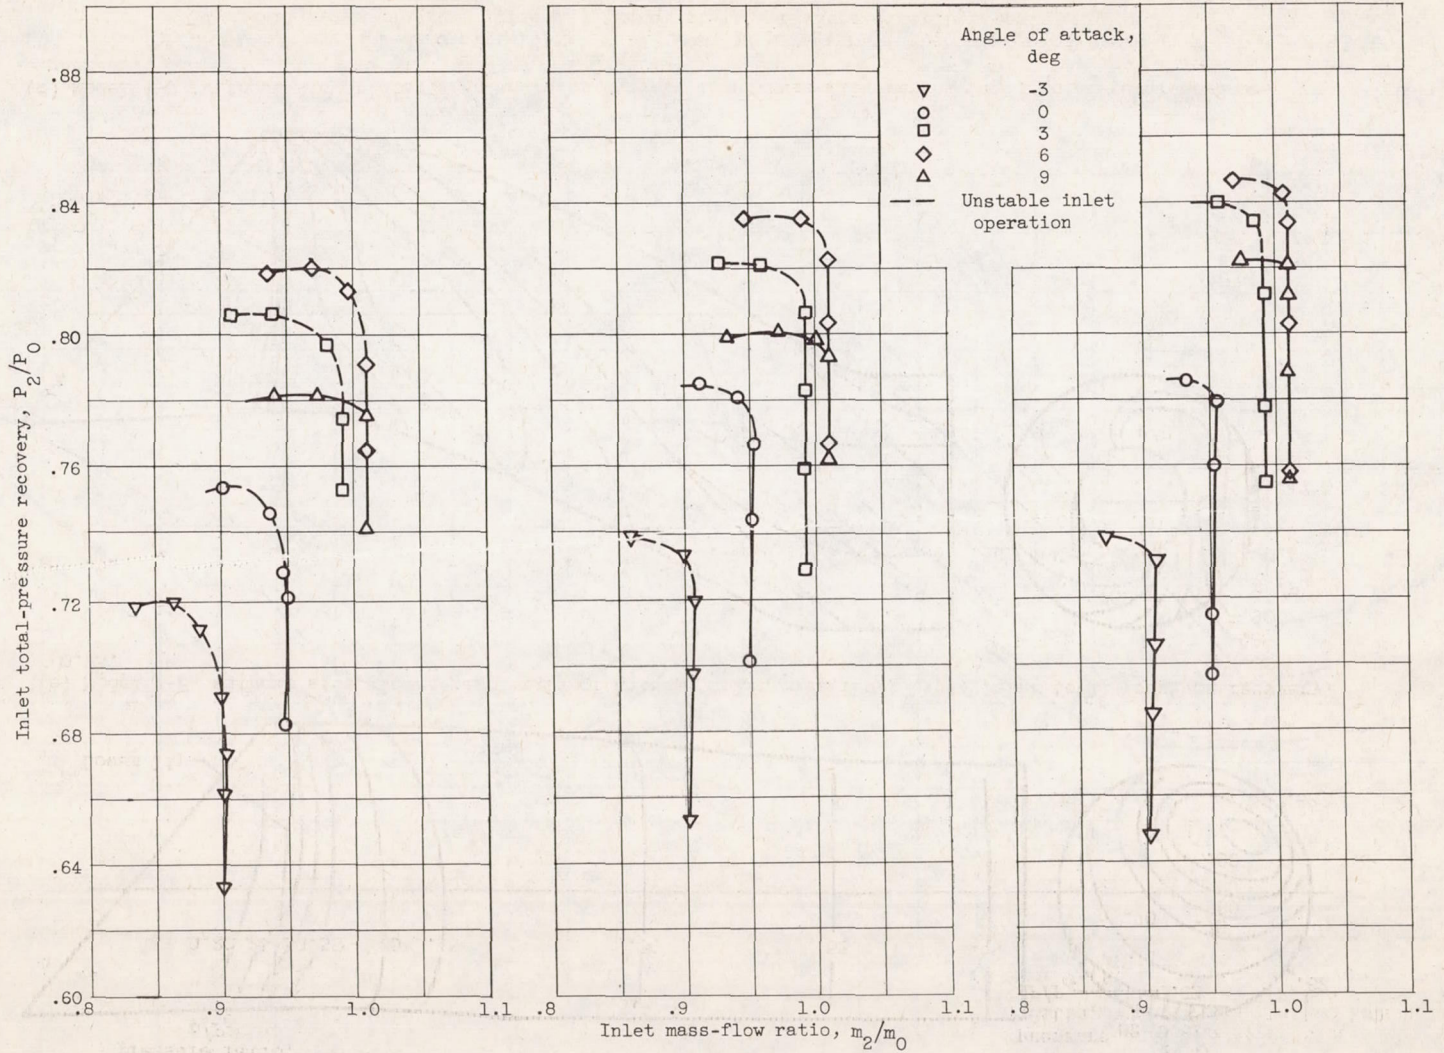 Angle of attack,
deg
-3
0
3
6
9
Unstable inlet
operation
Inlet total-pressure recovery, P2/P0
.88
.84
.80
.76
.72
.68
.64
.60
.8 .9 1.0 1.1 .8 .9 1.0 1.1 .8 .9 1.0 1.1
Inlet mass-flow ratio, m2/m0